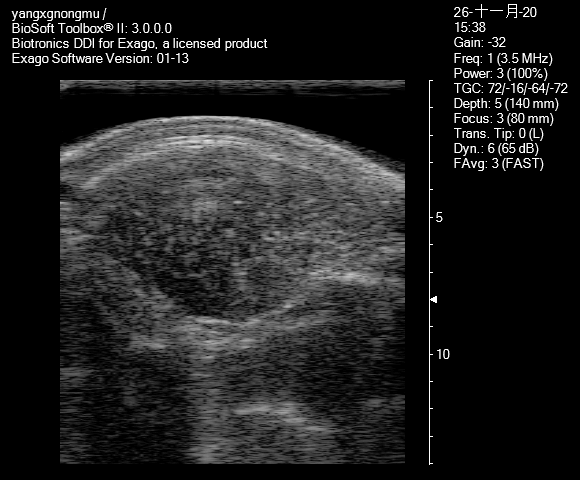 yangxgnongmu /
BioSoft Toolbox® II: 3.0.0.0
Biotronics DDI for Exago, a licensed product
Exago Software Version: 01-13
26-十一月-20
15:38
Gain: -32
Freq: 1 (3.5 MHz)
Power: 3 (100%)
TGC: 72/-16/-64/-72
Depth: 5 (140 mm)
Focus: 3 (80 mm)
Trans. Tip: 0 (L)
Dyn.: 6 (65 dB)
FAvg: 3 (FAST)
5
10